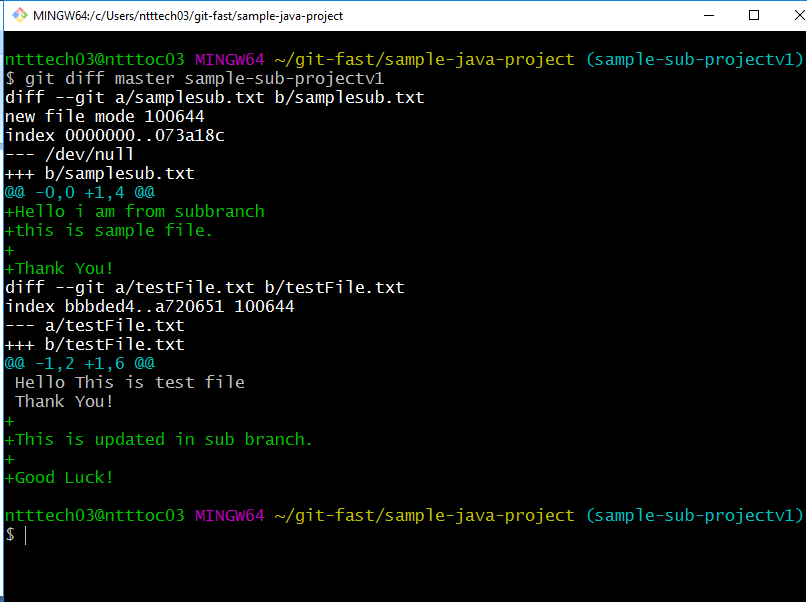 MINGW64:/c/Users/ntttech03/git-fast/sample-java-project
ntttech03@ntttoc03 MINGW64 ~/git-fast/sample-java-project (sample-sub-projectv1)
$ git diff master sample-sub-projectv1
diff --git a/samplesub.txt b/samplesub.txt
new file mode 100644
index 0000000..073a18c
--- /dev/null
+++ b/samplesub.txt
@@ -0,0 +1,4 @@
+Hello i am from subbranch
+this is sample file.
+
+Thank You!
diff --git a/testFile.txt b/testFile.txt
index bbbded4..a720651 100644
--- a/testFile.txt
+++ b/testFile.txt
@@ -1,2 +1,6 @@
 Hello This is test file
 Thank You!
+
+This is updated in sub branch.
+
+Good Luck!
ntttech03@ntttoc03 MINGW64 ~/git-fast/sample-java-project (sample-sub-projectv1)
$